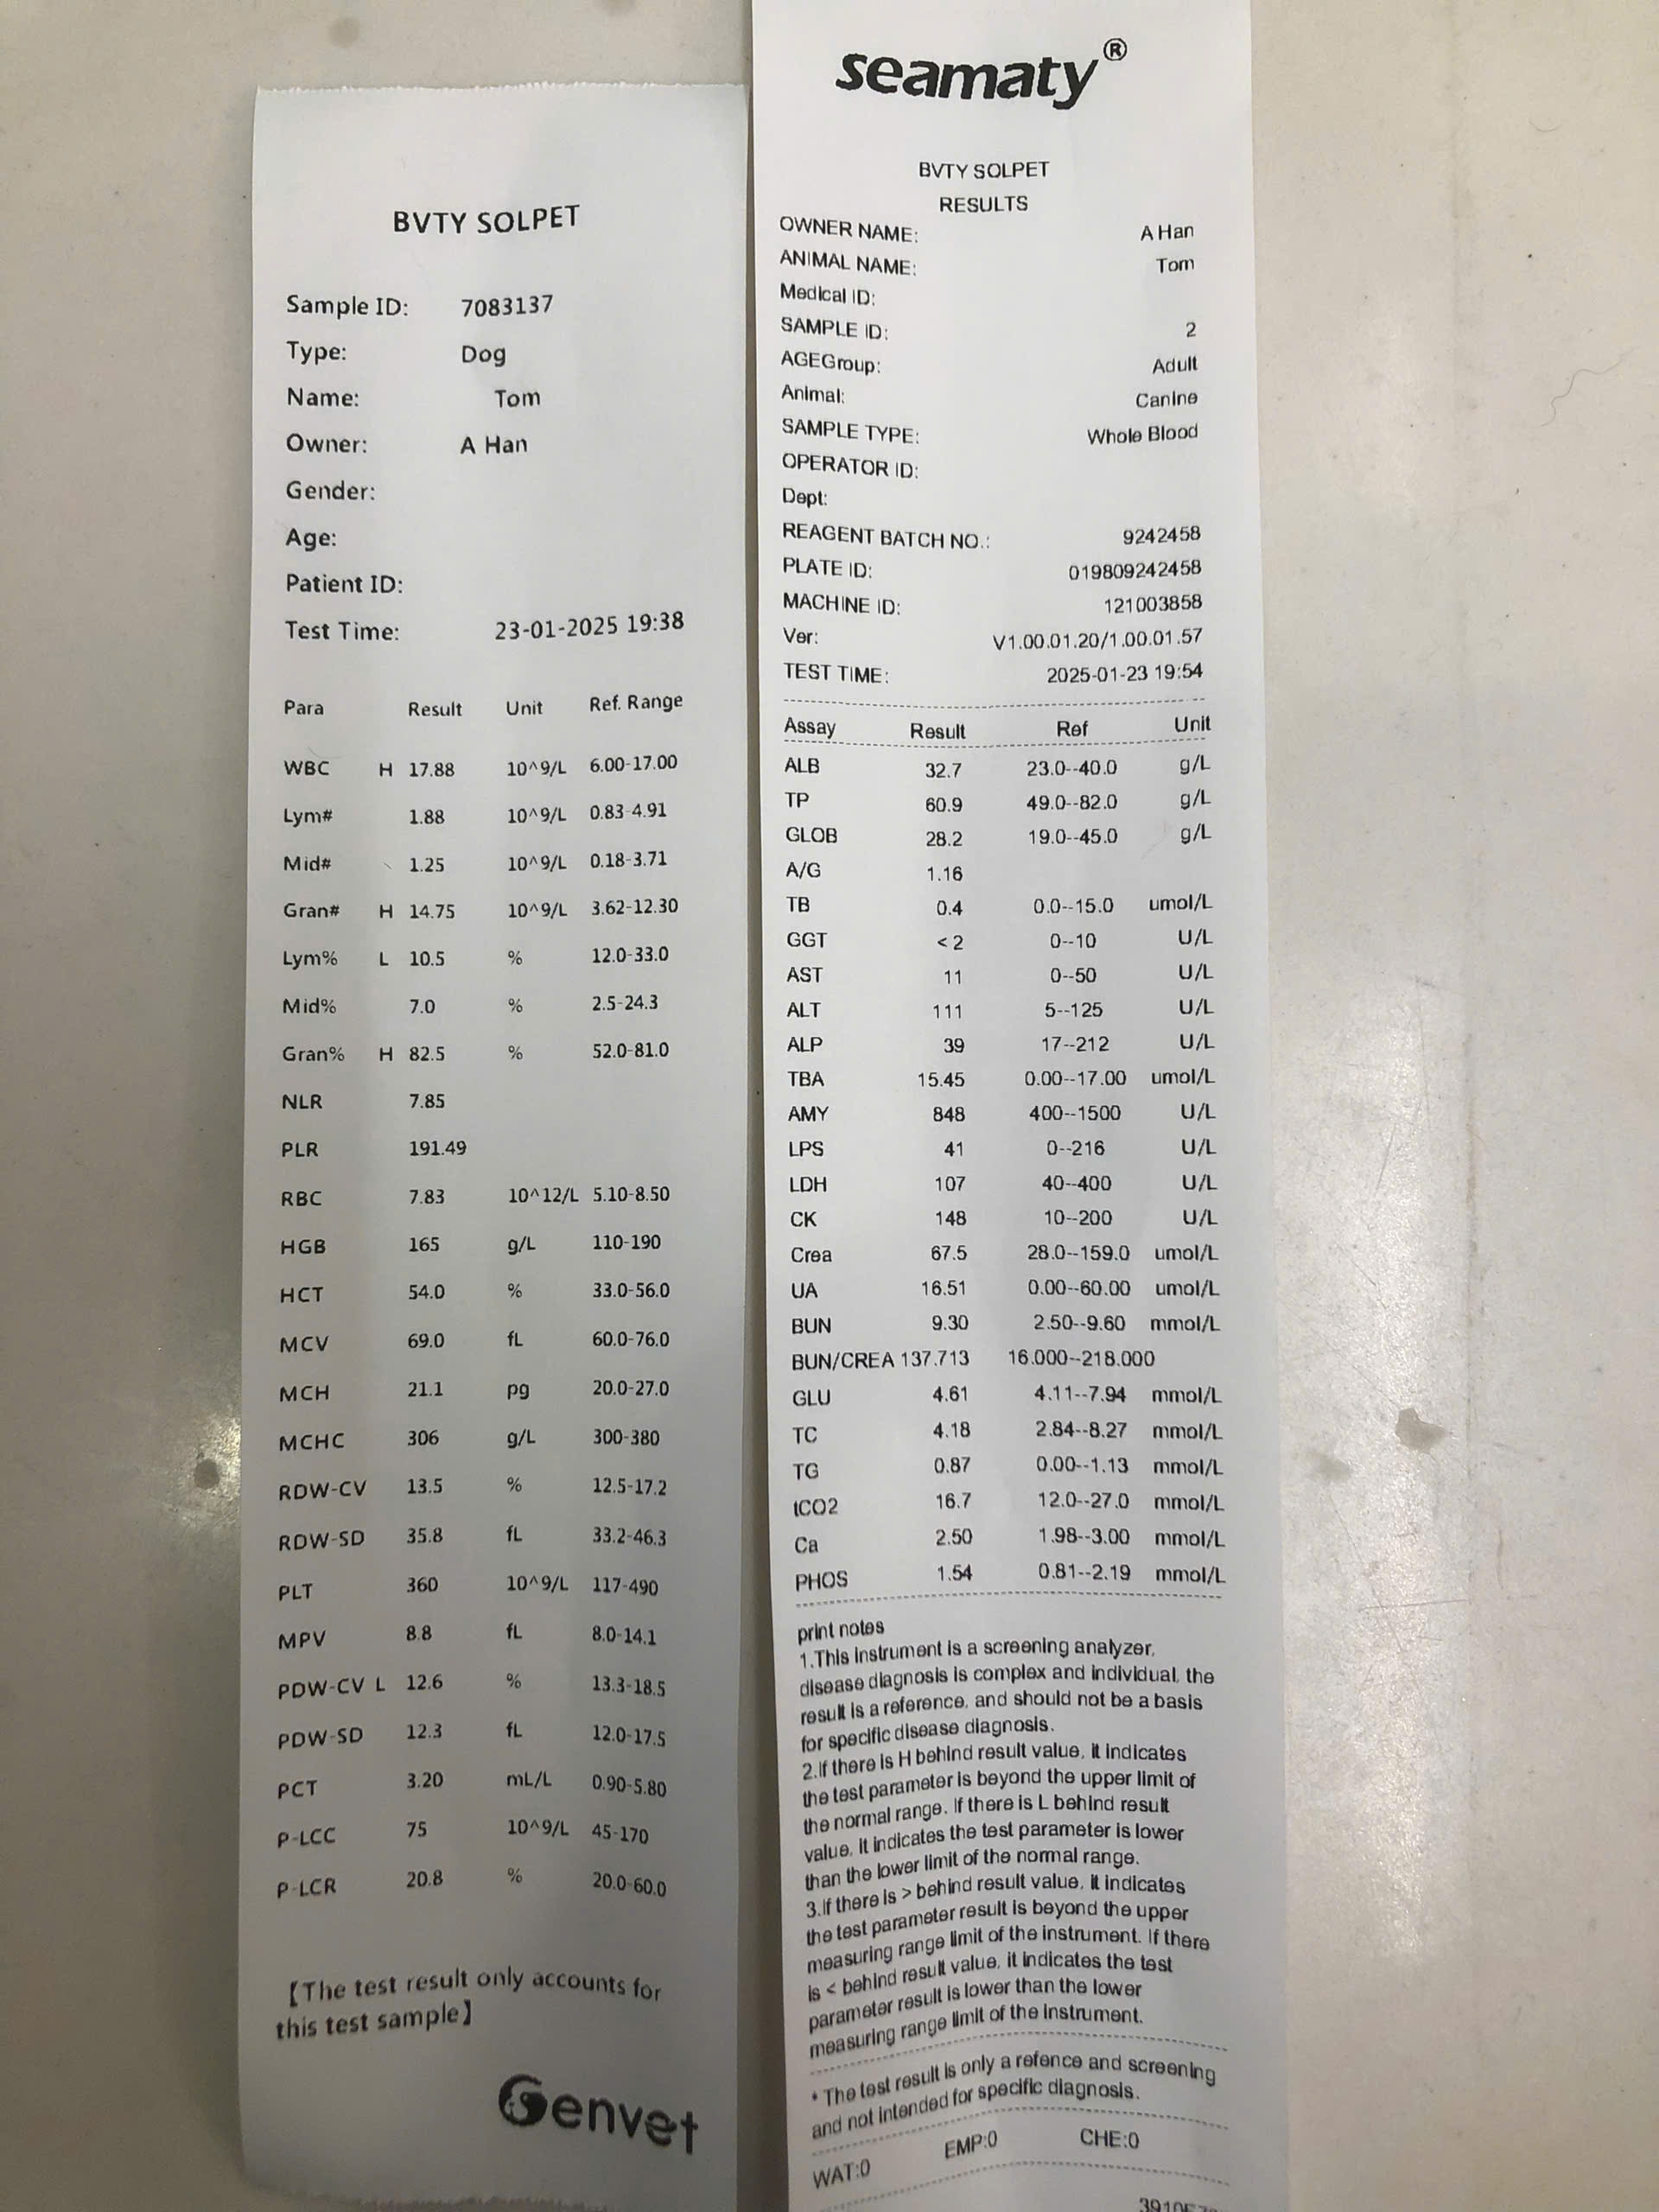 BVTY SOLPET
Sample ID: 7083137
Type: Dog
Name: Tom
Owner: A Han
Gender:
Age:
Patient ID:
Test Time: 23-01-2025 19:38
Para Result Unit Ref. Range
WBC H 17.88 10^9/L 6.00-17.00
Lym# 1.88 10^9/L 0.83-4.91
Mid# 1.25 10^9/L 0.18-3.71
Gran# H 14.75 10^9/L 3.62-12.30
Lym% L 10.5 % 12.0-33.0
Mid% 7.0 % 2.5-24.3
Gran% H 82.5 % 52.0-81.0
NLR 7.85
PLR 191.49
RBC 7.83 10^12/L 5.10-8.50
HGB 165 g/L 110-190
HCT 54.0 % 33.0-56.0
MCV 69.0 fL 60.0-76.0
MCH 21.1 pg 20.0-27.0
MCHC 306 g/L 300-380
RDW-CV 13.5 % 12.5-17.2
RDW-SD 35.8 fL 33.2-46.3
PLT 360 10^9/L 117-490
MPV 8.8 fL 8.0-14.1
PDW-CV L 12.6 % 13.3-18.5
PDW-SD 12.3 fL 12.0-17.5
PCT 3.20 mL/L 0.90-5.80
P-LCC 75 10^9/L 45-170
P-LCR 20.8 % 20.0-60.0
【The test result only accounts for
this test sample】
Genvet
seamaty®
BVTY SOLPET
RESULTS
OWNER NAME: A Han
ANIMAL NAME: Tom
Medical ID:
SAMPLE ID: 2
AGEGroup: Adult
Animal: Canine
SAMPLE TYPE: Whole Blood
OPERATOR ID:
Dept:
REAGENT BATCH NO.: 9242458
PLATE ID: 019809242458
MACHINE ID: 121003858
Ver: V1.00.01.20/1.00.01.57
TEST TIME: 2025-01-23 19:54
Assay Result Ref Unit
ALB 32.7 23.0--40.0 g/L
TP 60.9 49.0--82.0 g/L
GLOB 28.2 19.0--45.0 g/L
A/G 1.16
TB 0.4 0.0--15.0 umol/L
GGT <2 0--10 U/L
AST 11 0--50 U/L
ALT 111 5--125 U/L
ALP 39 17--212 U/L
TBA 15.45 0.00--17.00 umol/L
AMY 848 400--1500 U/L
LPS 41 0--216 U/L
LDH 107 40--400 U/L
CK 148 10--200 U/L
Crea 67.5 28.0--159.0 umol/L
UA 16.51 0.00--60.00 umol/L
BUN 9.30 2.50--9.60 mmol/L
BUN/CREA 137.713 16.000--218.000
GLU 4.61 4.11--7.94 mmol/L
TC 4.18 2.84--8.27 mmol/L
TG 0.87 0.00--1.13 mmol/L
tCO2 16.7 12.0--27.0 mmol/L
Ca 2.50 1.98--3.00 mmol/L
PHOS 1.54 0.81--2.19 mmol/L
print notes
1.This instrument is a screening analyzer,
disease diagnosis is complex and individual, the
result is a reference, and should not be a basis
for specific disease diagnosis.
2.If there is H behind result value, it indicates
the test parameter is beyond the upper limit of
the normal range. If there is L behind result
value, it indicates the test parameter is lower
than the lower limit of the normal range.
3.If there is > behind result value, it indicates
the test parameter result is beyond the upper
measuring range limit of the instrument. If there
is < behind result value, it indicates the test
parameter result is lower than the lower
measuring range limit of the instrument.
* The test result is only a refence and screening
and not intended for specific diagnosis.
WAT:0 EMP:0 CHE:0